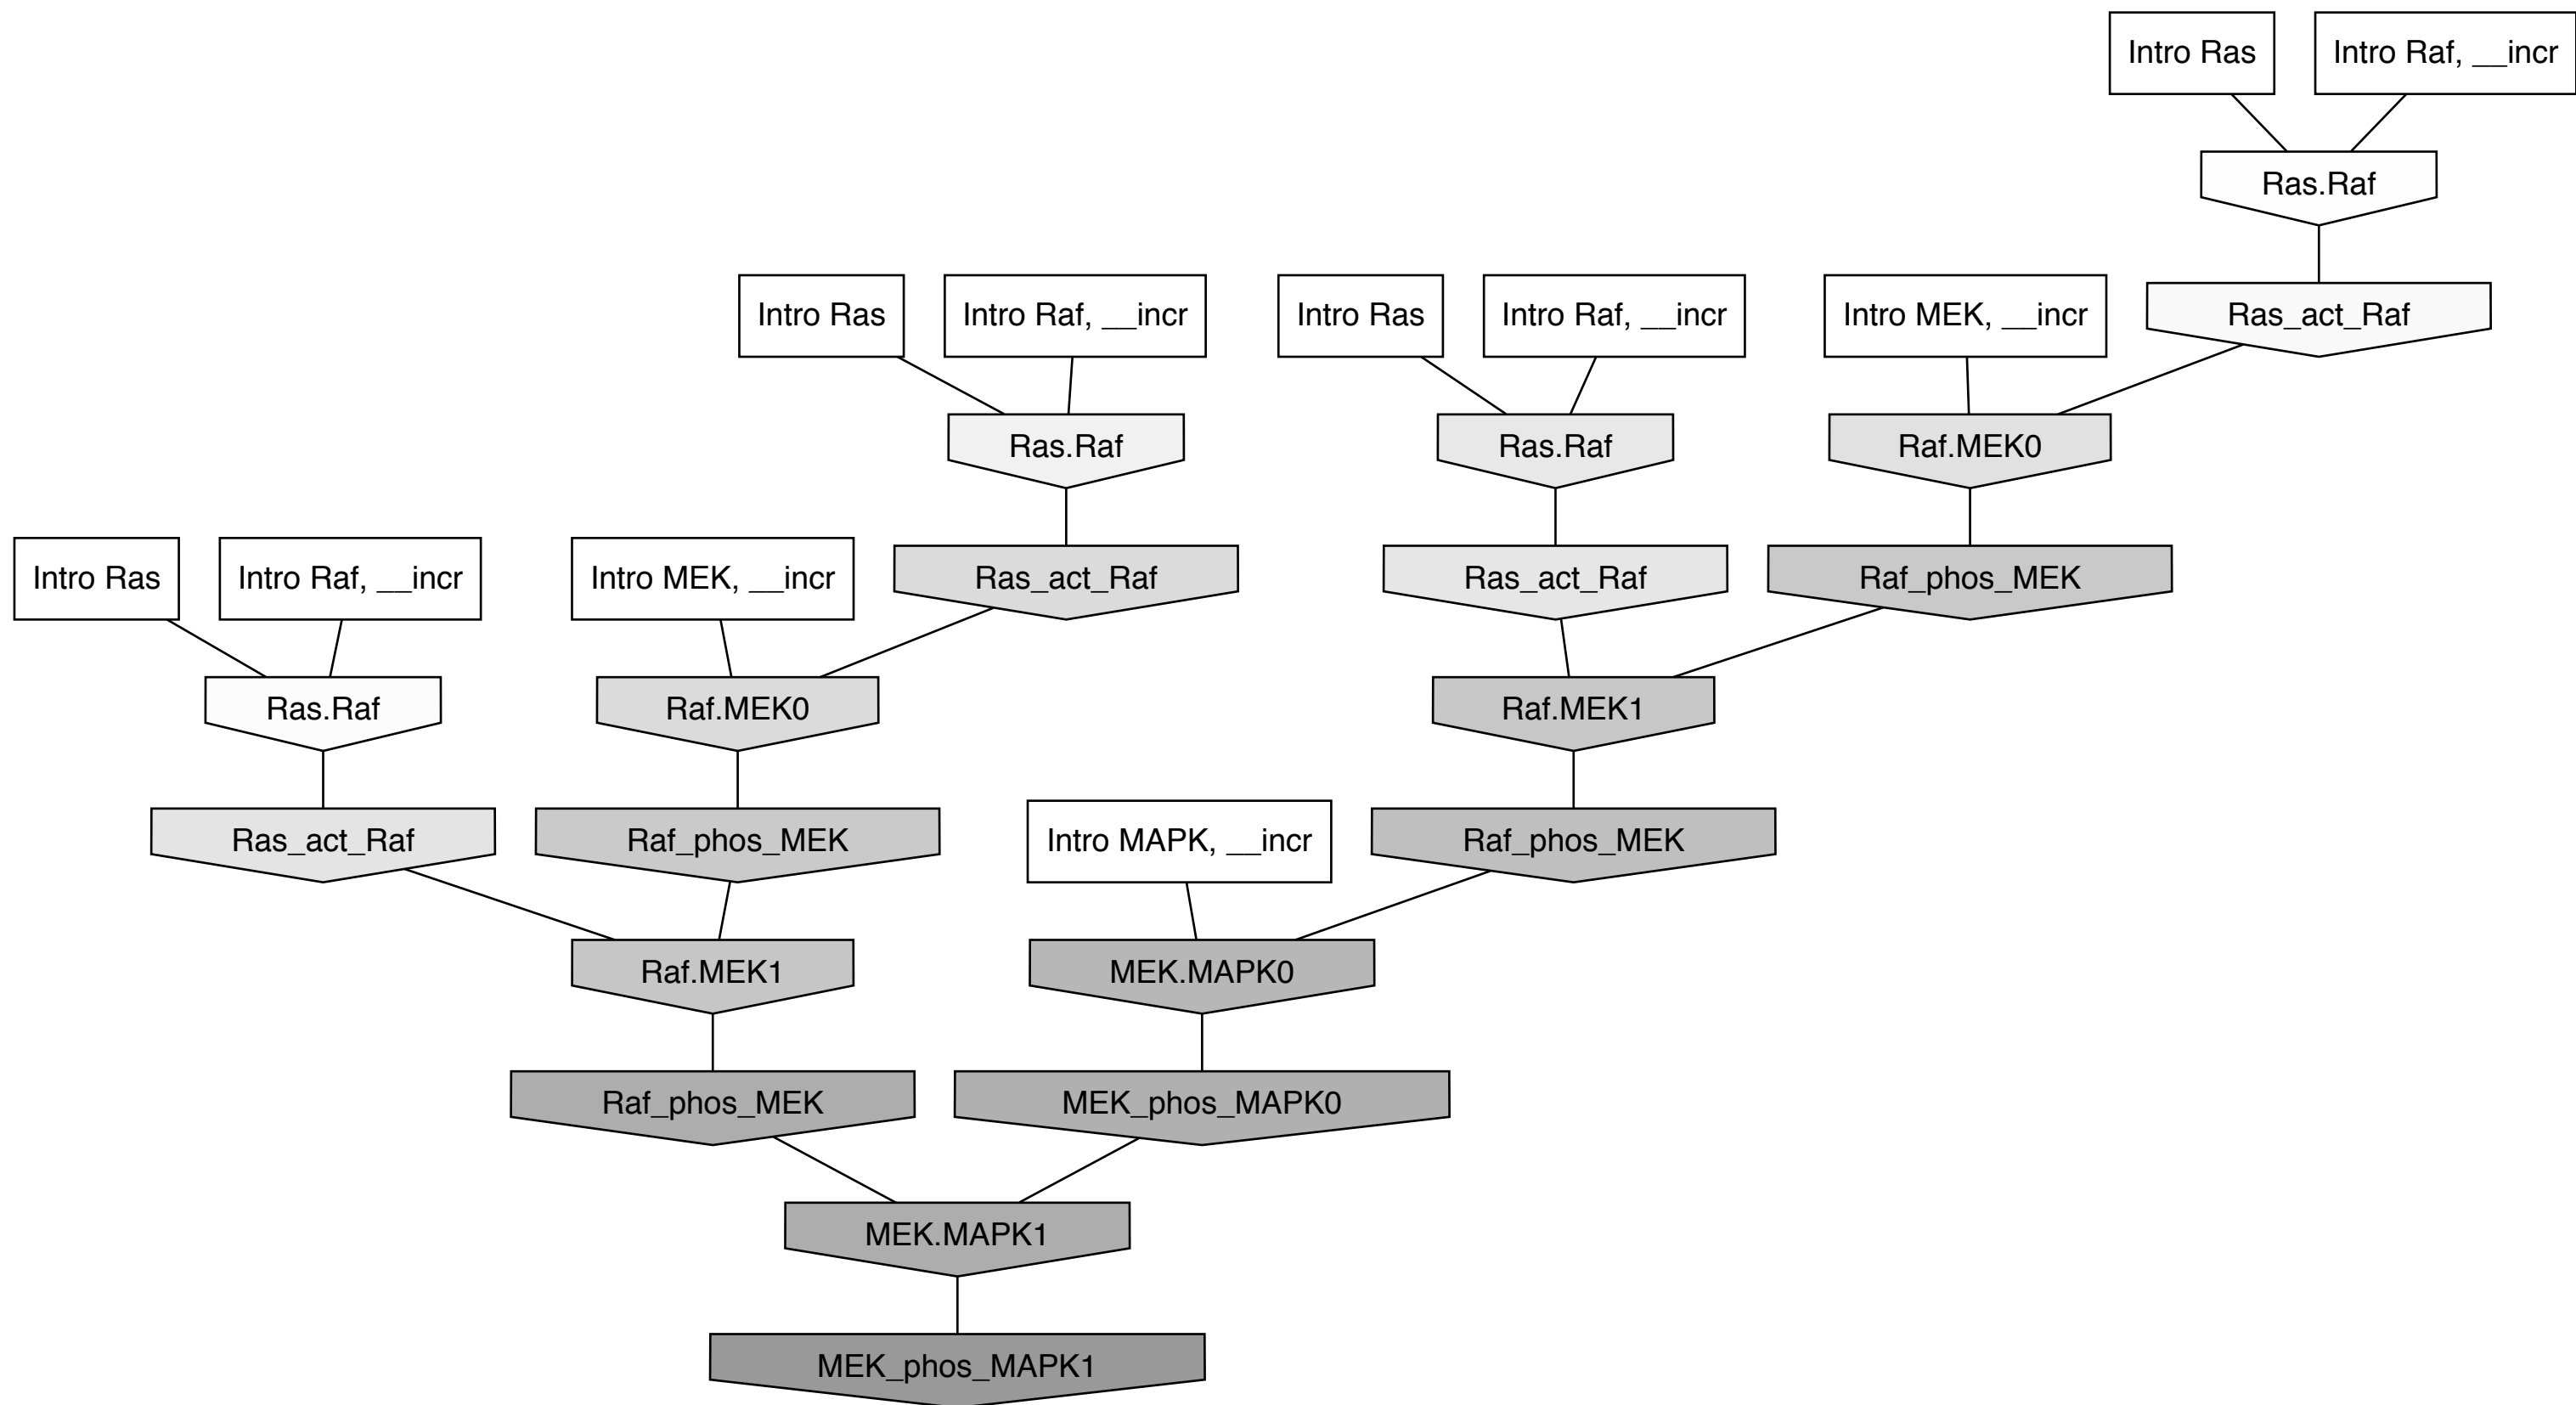 Intro Ras
Intro Raf, __incr
Ras.Raf
Intro Ras
Intro Raf, __incr
Intro Ras
Intro Raf, __incr
Intro MEK, __incr
Ras_act_Raf
Ras.Raf
Ras.Raf
Raf.MEK0
Intro Ras
Intro Raf, __incr
Intro MEK, __incr
Ras_act_Raf
Ras_act_Raf
Raf_phos_MEK
Ras.Raf
Raf.MEK0
Raf.MEK1
Ras_act_Raf
Raf_phos_MEK
Intro MAPK, __incr
Raf_phos_MEK
Raf.MEK1
MEK.MAPK0
Raf_phos_MEK
MEK_phos_MAPK0
MEK.MAPK1
MEK_phos_MAPK1